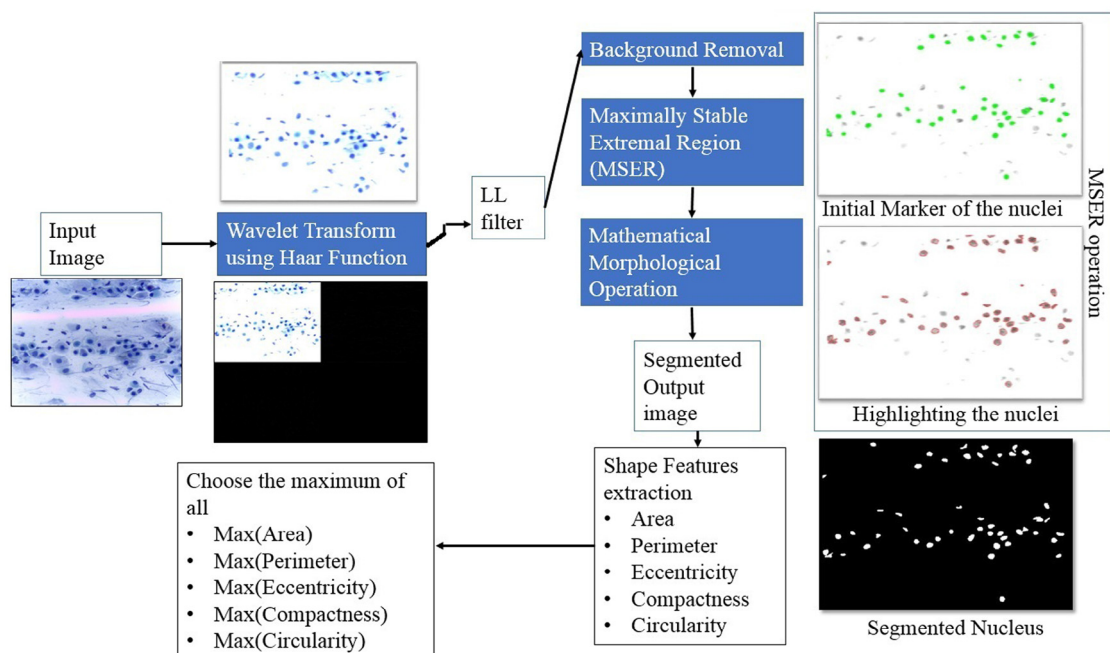 Input
Image
Wavelet Transform
using Haar Function
LL
filter
Background Removal
Maximally Stable
Extremal Region
(MSER)
Mathematical
Morphological
Operation
Segmented
Output
image
Shape Features
extraction
• Area
• Perimeter
• Eccentricity
• Compactness
• Circularity
Choose the maximum of
all
• Max(Area)
• Max(Perimeter)
• Max(Eccentricity)
• Max(Compactness)
• Max(Circularity)
Initial Marker of the nuclei
Highlighting the nuclei
MSER operation
Segmented Nucleus